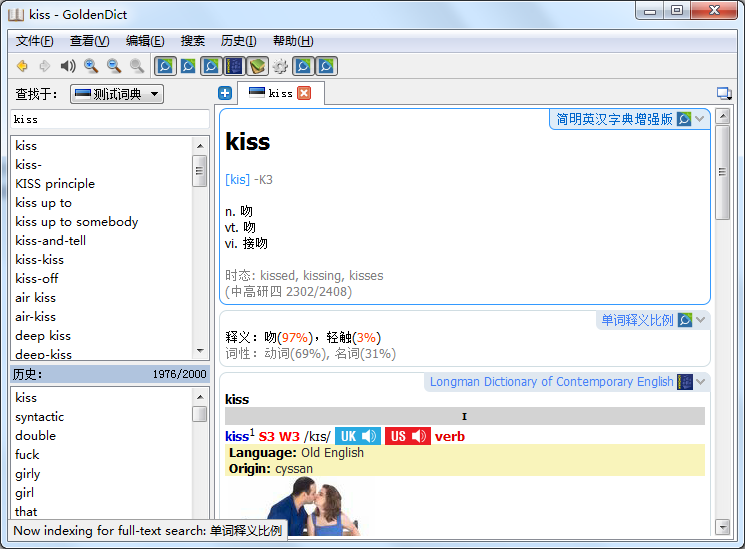 kiss - GoldenDict
文件(F) 查看(V) 编辑(E) 搜索 历史(I) 帮助(H)
查找于： 测试词典
kiss
kiss
kiss
kiss-
KISS principle
kiss up to
kiss up to somebody
kiss-and-tell
kiss-kiss
kiss-off
air kiss
air-kiss
deep kiss
deep-kiss
历史： 1976/2000
kiss
syntactic
double
fuck
girly
girl
that
简明英汉字典增强版
kiss
[kis] -K3
n. 吻
vt. 吻
vi. 接吻
时态: kissed, kissing, kisses
(中高研四 2302/2408)
单词释义比例
释义：吻(97%)，轻触(3%)
词性：动词(69%), 名词(31%)
Longman Dictionary of Contemporary English
kiss
I
kiss1 S3 W3 /kɪs/ UK US verb
Language: Old English
Origin: cyssan
Now indexing for full-text search: 单词释义比例